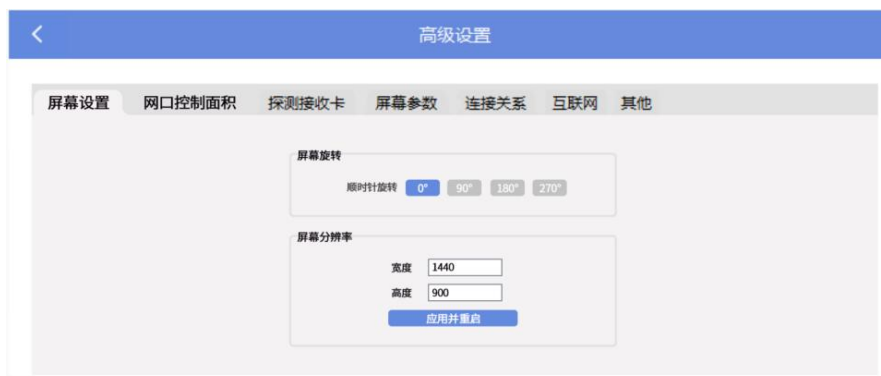 高级设置
屏幕设置 网口控制面积 探测接收卡 屏幕参数 连接关系 互联网 其他
屏幕旋转
顺时针旋转 0° 90° 180° 270°
屏幕分辨率
宽度 1440
高度 900
应用并重启